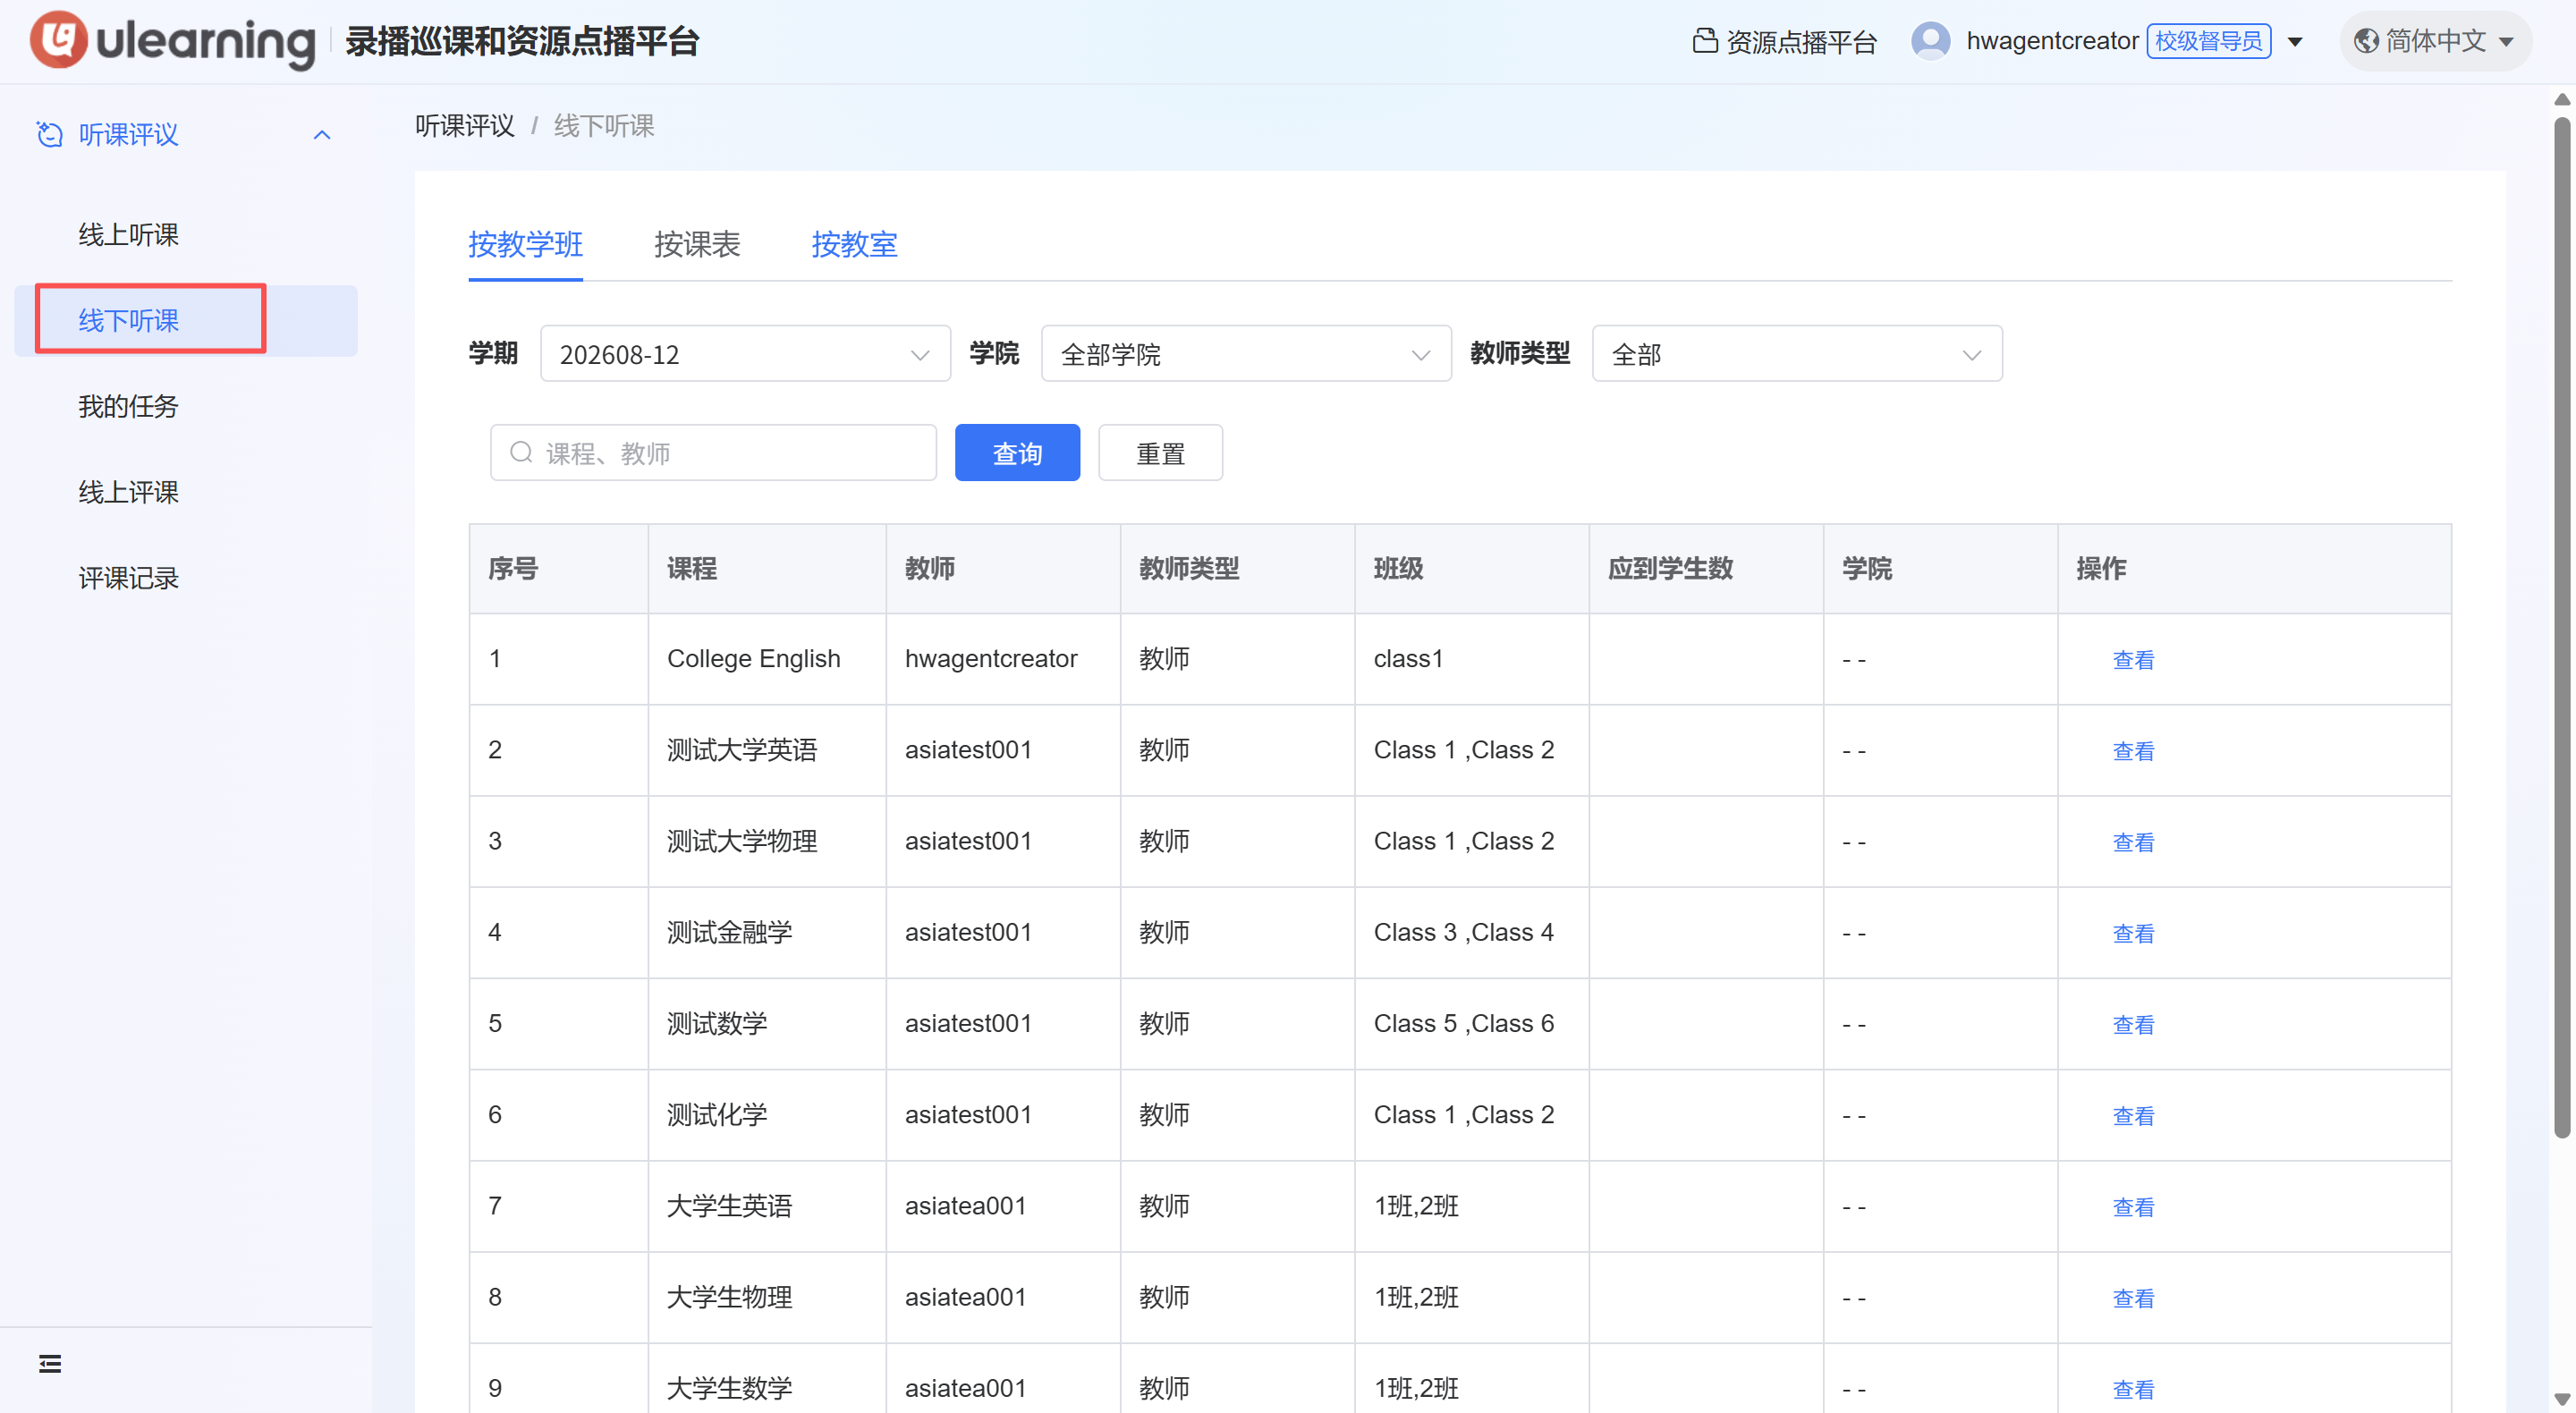 ulearning 录播巡课和资源点播平台 资源点播平台 hwagentcreator 校级督导员 简体中文
听课评议
线上听课
线下听课
我的任务
线上评课
评课记录
听课评议 / 线下听课
按教学班 按课表 按教室
学期 202608-12 学院 全部学院 教师类型 全部
课程、教师 查询 重置
序号 课程 教师 教师类型 班级 应到学生数 学院 操作
1 College English hwagentcreator 教师 class1 - - 查看
2 测试大学英语 asiatest001 教师 Class 1 ,Class 2 - - 查看
3 测试大学物理 asiatest001 教师 Class 1 ,Class 2 - - 查看
4 测试金融学 asiatest001 教师 Class 3 ,Class 4 - - 查看
5 测试数学 asiatest001 教师 Class 5 ,Class 6 - - 查看
6 测试化学 asiatest001 教师 Class 1 ,Class 2 - - 查看
7 大学生英语 asiatea001 教师 1班,2班 - - 查看
8 大学生物理 asiatea001 教师 1班,2班 - - 查看
9 大学生数学 asiatea001 教师 1班,2班 - - 查看